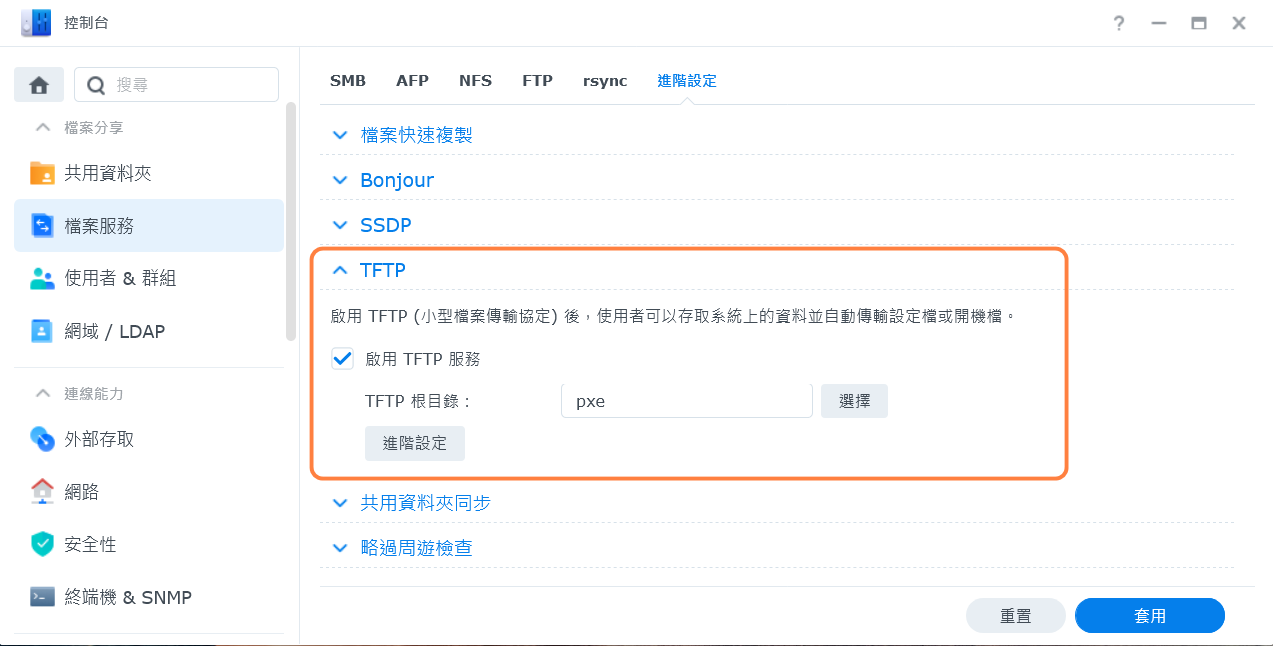 控制台
?
搜尋
檔案分享
共用資料夾
檔案服務
使用者 & 群組
網域 / LDAP
連線能力
外部存取
網路
安全性
終端機 & SNMP
SMB AFP NFS FTP rsync 進階設定
檔案快速複製
Bonjour
SSDP
TFTP
啟用 TFTP (小型檔案傳輸協定) 後，使用者可以存取系統上的資料並自動傳輸設定檔或開機檔。
啟用 TFTP 服務
TFTP 根目錄： pxe 選擇
進階設定
共用資料夾同步
略過周遊檢查
重置 套用